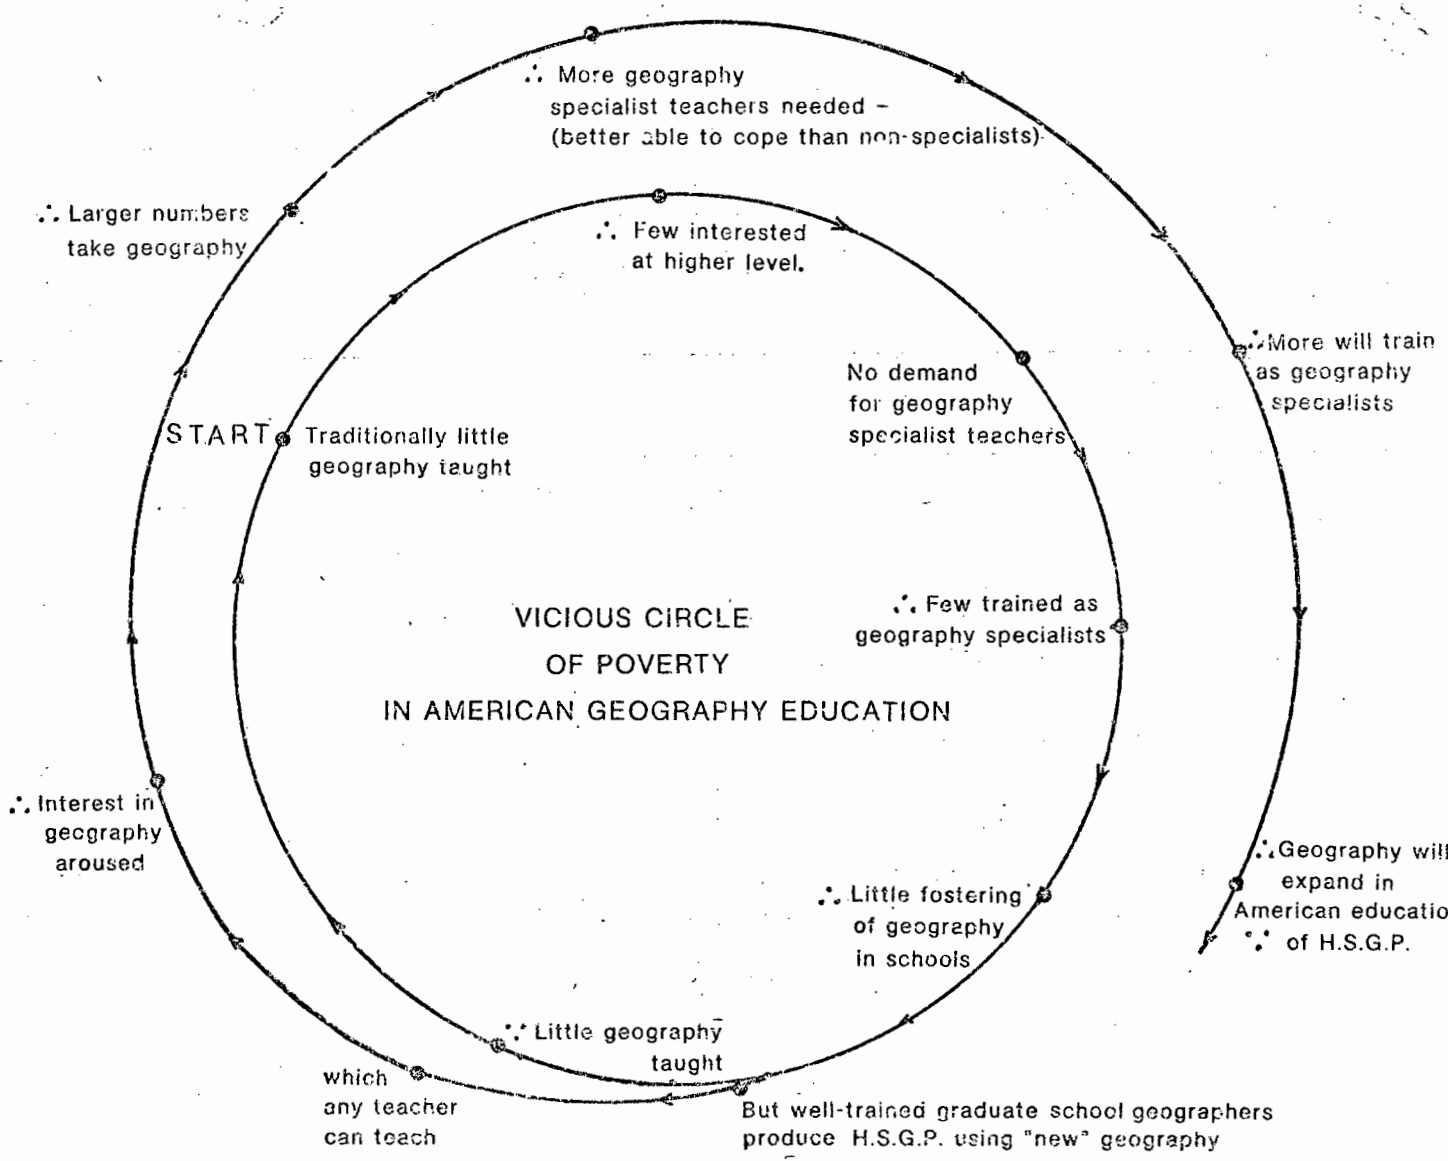 ∴ More geography
specialist teachers needed –
(better able to cope than non-specialists)
∴ Larger numbers
take geography
∴ Few interested
at higher level.
∴ More will train
as geography
specialists
No demand
for geography
specialist teachers
START
Traditionally little
geography taught
∴ Few trained as
geography specialists
VICIOUS CIRCLE
OF POVERTY
IN AMERICAN GEOGRAPHY EDUCATION
∴ Interest in
geography
aroused
∴ Geography will
expand in
American educatio
∵ of H.S.G.P.
∴ Little fostering
of geography
in schools
∵ Little geography
taught
which
any teacher
can teach
But well-trained graduate school geographers
produce H.S.G.P. using "new" geography